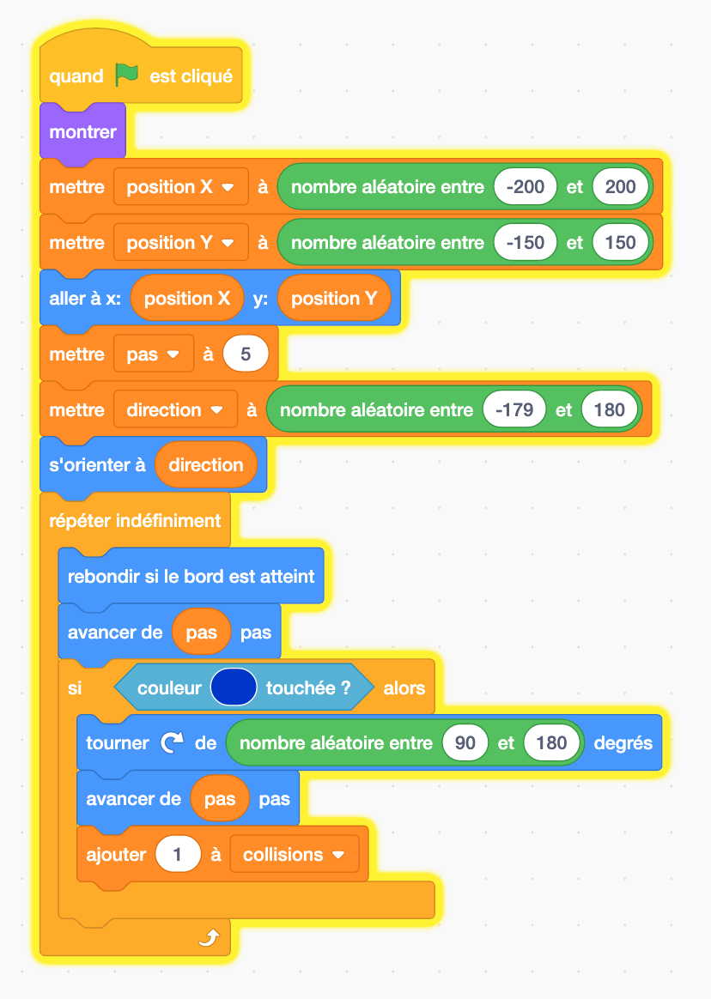 quand est cliqué
montrer
mettre position X à nombre aléatoire entre -200 et 200
mettre position Y à nombre aléatoire entre -150 et 150
aller à x: position X y: position Y
mettre pas à 5
mettre direction à nombre aléatoire entre -179 et 180
s'orienter à direction
répéter indéfiniment
rebondir si le bord est atteint
avancer de pas pas
si couleur touchée ? alors
tourner de nombre aléatoire entre 90 et 180 degrés
avancer de pas pas
ajouter 1 à collisions